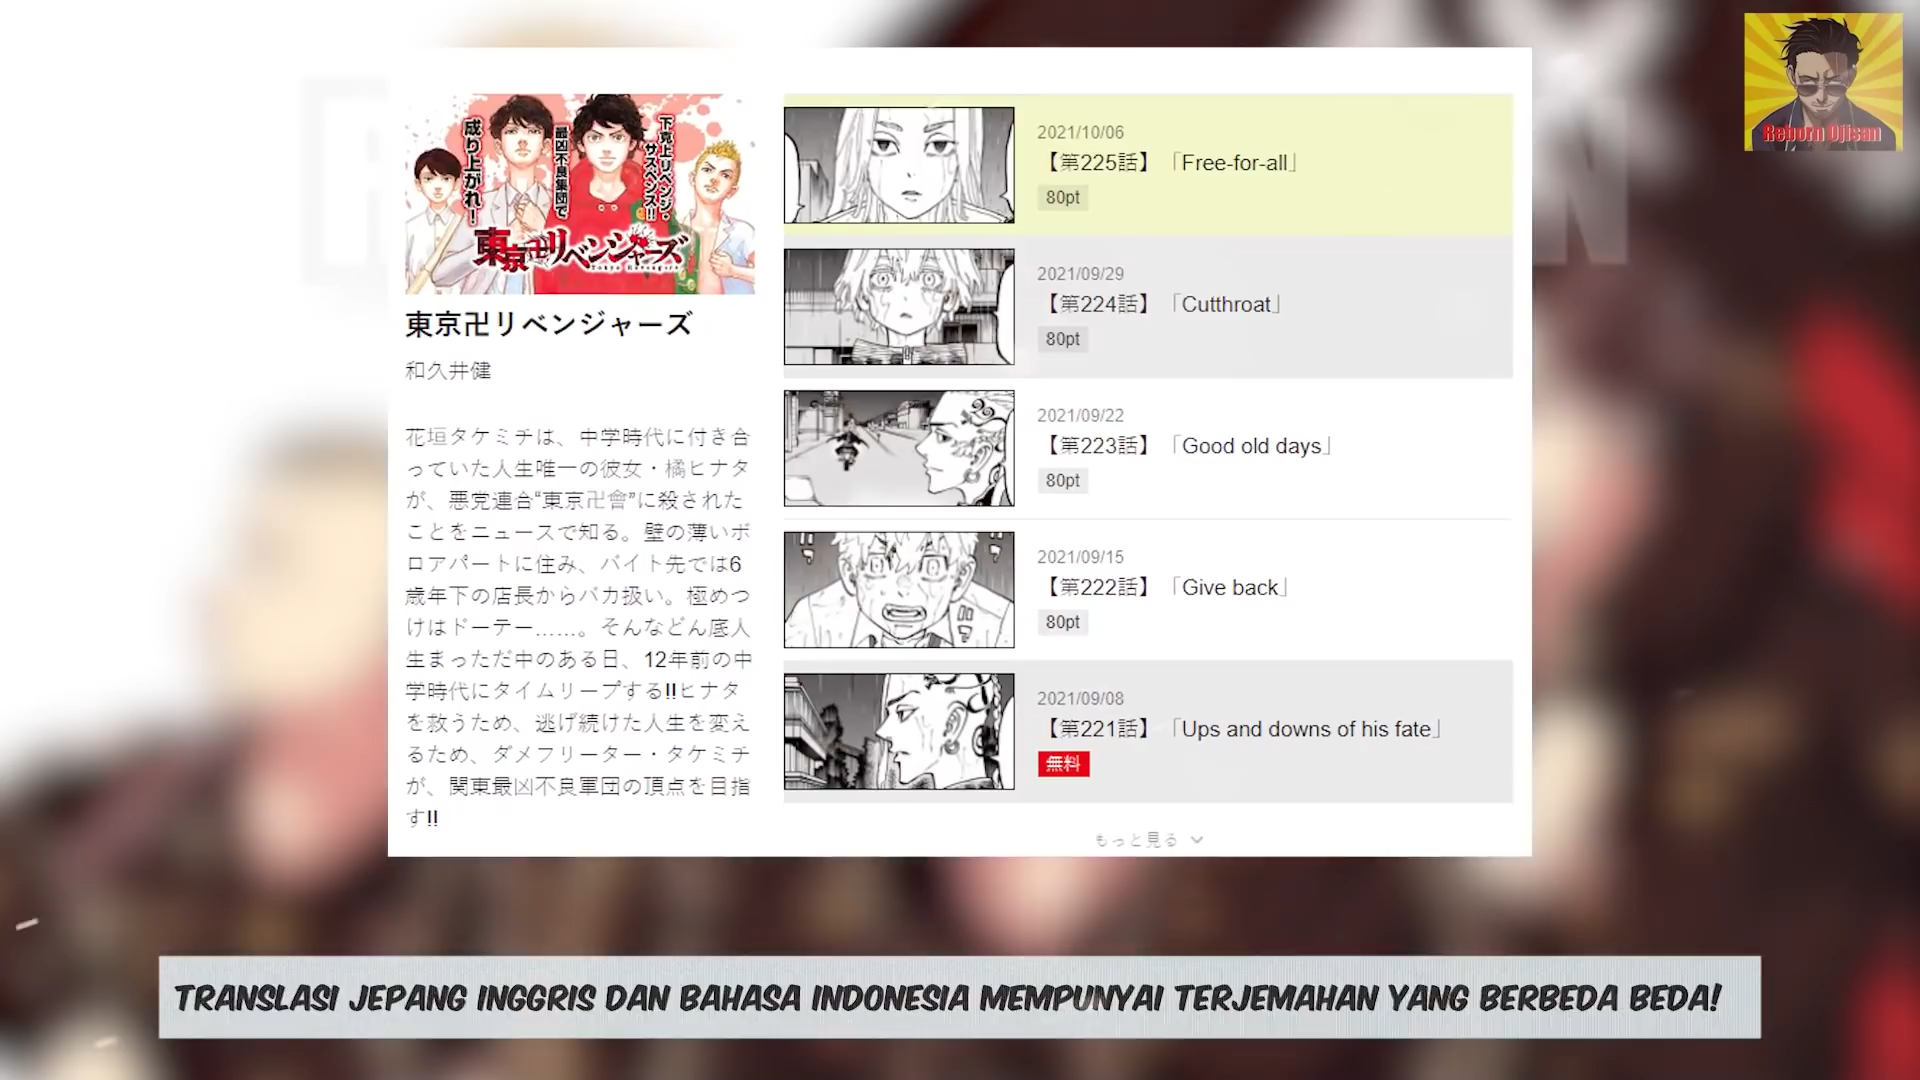 成り上がれ!
最凶不良集団で
下克上リベンジ・
サスペンス!!
東京卍リベンジャーズ
Tokyo Revengers
東京卍リベンジャーズ
和久井健
花垣タケミチは、中学時代に付き合
っていた人生唯一の彼女・橘ヒナタ
が、悪党連合“東京卍會”に殺された
ことをニュースで知る。壁の薄いボ
ロアパートに住み、バイト先では6
歳年下の店長からバカ扱い。極めつ
けはドーテー……。そんなどん底人
生まっただ中のある日、12年前の中
学時代にタイムリープする!!ヒナタ
を救うため、逃げ続けた人生を変え
るため、ダメフリーター・タケミチ
が、関東最凶不良軍団の頂点を目指
す!!
2021/10/06
【第225話】「Free-for-all」
80pt
2021/09/29
【第224話】「Cutthroat」
80pt
2021/09/22
【第223話】「Good old days」
80pt
2021/09/15
【第222話】「Give back」
80pt
2021/09/08
【第221話】「Ups and downs of his fate」
無料
もっと見る
Reborn Ojisan
TRANSLASI JEPANG INGGRIS DAN BAHASA INDONESIA MEMPUNYAI TERJEMAHAN YANG BERBEDA BEDA!